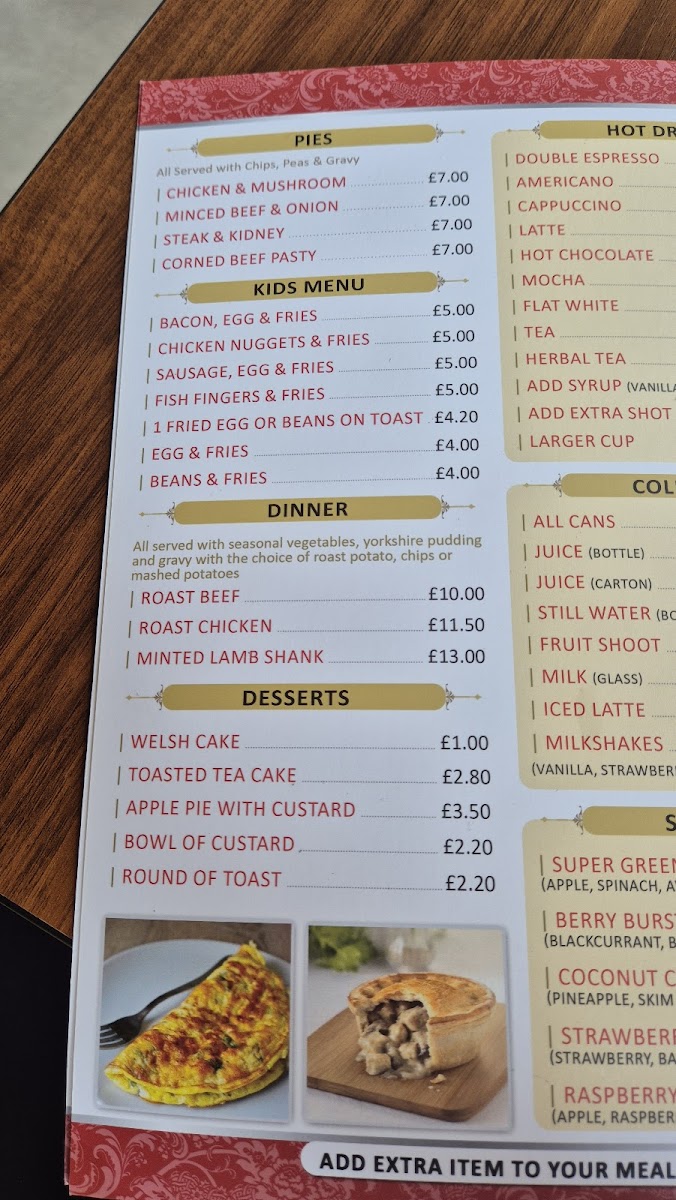 PIES
All Served with Chips, Peas & Gravy
CHICKEN & MUSHROOM £7.00
MINCED BEEF & ONION £7.00
STEAK & KIDNEY £7.00
CORNED BEEF PASTY £7.00
KIDS MENU
BACON, EGG & FRIES £5.00
CHICKEN NUGGETS & FRIES £5.00
SAUSAGE, EGG & FRIES £5.00
FISH FINGERS & FRIES £5.00
1 FRIED EGG OR BEANS ON TOAST £4.20
EGG & FRIES £4.00
BEANS & FRIES £4.00
DINNER
All served with seasonal vegetables, yorkshire pudding
and gravy with the choice of roast potato, chips or
mashed potatoes
ROAST BEEF £10.00
ROAST CHICKEN £11.50
MINTED LAMB SHANK £13.00
DESSERTS
WELSH CAKE £1.00
TOASTED TEA CAKE £2.80
APPLE PIE WITH CUSTARD £3.50
BOWL OF CUSTARD £2.20
ROUND OF TOAST £2.20
HOT DR
DOUBLE ESPRESSO
AMERICANO
CAPPUCCINO
LATTE
HOT CHOCOLATE
MOCHA
FLAT WHITE
TEA
HERBAL TEA
ADD SYRUP (VANILLA
ADD EXTRA SHOT
LARGER CUP
COL
ALL CANS
JUICE (BOTTLE)
JUICE (CARTON)
STILL WATER (BO
FRUIT SHOOT
MILK (GLASS)
ICED LATTE
MILKSHAKES
(VANILLA, STRAWBER
S
SUPER GREEN
(APPLE, SPINACH, A
BERRY BURS
(BLACKCURRANT, B
COCONUT C
(PINEAPPLE, SKIM
STRAWBER
(STRAWBERRY, BA
RASPBERRY
(APPLE, RASPBER
ADD EXTRA ITEM TO YOUR MEAL